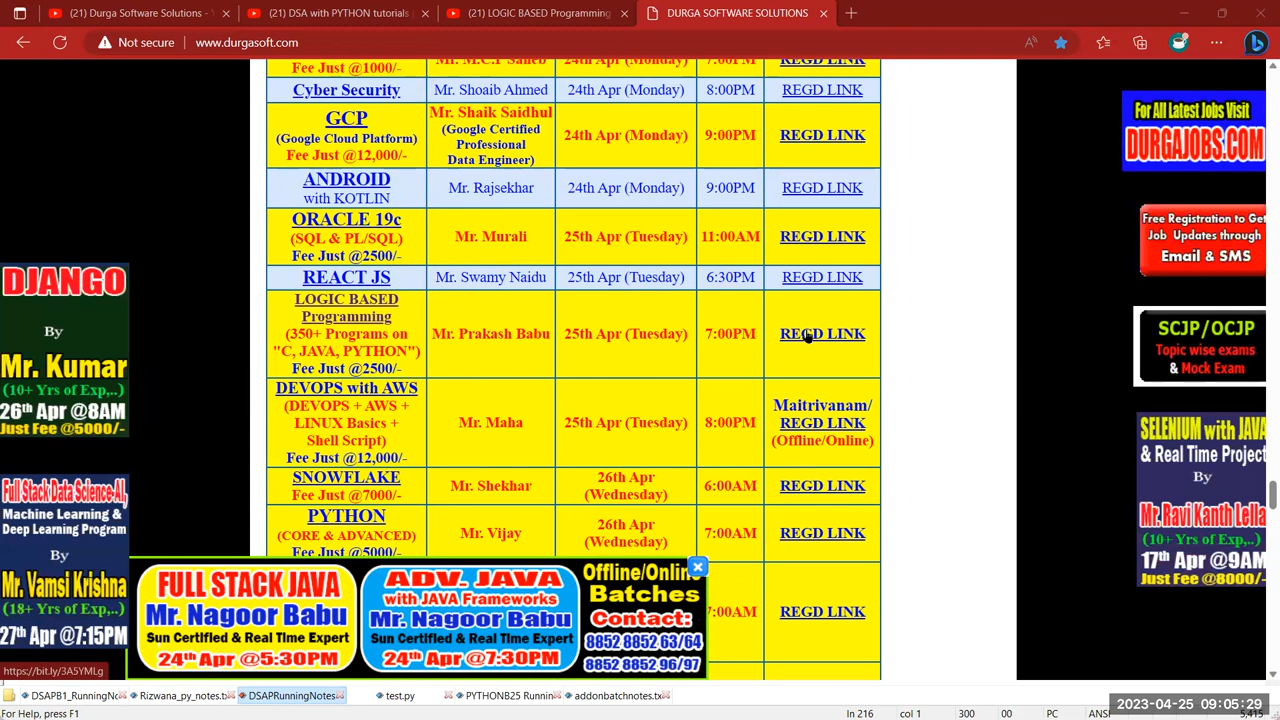 (21) Durga Software Solutions -
(21) DSA with PYTHON tutorials
(21) LOGIC BASED Programming
DURGA SOFTWARE SOLUTIONS
Not secure
www.durgasoft.com
Fee Just @1000/-
Cyber Security
Mr. Shoaib Ahmed
24th Apr (Monday)
8:00PM
REGD LINK
GCP
(Google Cloud Platform)
Fee Just @12,000/-
Mr. Shaik Saidhul
(Google Certified
Professional
Data Engineer)
24th Apr (Monday)
9:00PM
REGD LINK
ANDROID
with KOTLIN
Mr. Rajsekhar
24th Apr (Monday)
9:00PM
REGD LINK
ORACLE 19c
(SQL & PL/SQL)
Fee Just @2500/-
Mr. Murali
25th Apr (Tuesday)
11:00AM
REGD LINK
REACT JS
Mr. Swamy Naidu
25th Apr (Tuesday)
6:30PM
REGD LINK
LOGIC BASED
Programming
(350+ Programs on
"C, JAVA, PYTHON")
Fee Just @2500/-
Mr. Prakash Babu
25th Apr (Tuesday)
7:00PM
REGD LINK
DEVOPS with AWS
(DEVOPS + AWS +
LINUX Basics +
Shell Script)
Fee Just @12,000/-
Mr. Maha
25th Apr (Tuesday)
8:00PM
Maitrivanam/
REGD LINK
(Offline/Online)
SNOWFLAKE
Fee Just @7000/-
Mr. Shekhar
26th Apr
(Wednesday)
6:00AM
REGD LINK
PYTHON
(CORE & ADVANCED)
Fee Just @5000/-
Mr. Vijay
26th Apr
(Wednesday)
7:00AM
REGD LINK
:00AM
REGD LINK
DJANGO
By
Mr. Kumar
(10+ Yrs of Exp,..)
26th Apr @8AM
Just Fee @5000/-
Full Stack Data Science-AI,
Machine Learning &
Deep Learning Program
By
Mr. Vamsi Krishna
(18+ Yrs of Exp,..)
27th Apr @7:15PM
For All Latest Jobs Visit
DURGAJOBS.COM
Free Registration to Get
Job Updates through
Email & SMS
SCJP/OCJP
Topic wise exams
& Mock Exam
SELENIUM with JAVA
& Real Time Project
By
Mr. Ravi Kanth Lella
(10+ Yrs of Exp,..)
17th Apr @9AM
Just Fee @8000/-
FULL STACK JAVA
Mr. Nagoor Babu
Sun Certified & Real Time Expert
24th Apr @5:30PM
ADV. JAVA
with JAVA Frameworks
Mr. Nagoor Babu
Sun Certified & Real Time Expert
24th Apr @7:30PM
Offline/Online
Batches
Contact:
8852 8852 63/64
8852 8852 96/97
https://bit.ly/3A5YMLg
DSAPB1_RunningNo
Rizwana_py_notes.tx
DSAPRunningNotes
test.py
PYTHONB25 Runnin
addonbatchnotes.tx
For Help, press F1
ln 216
col 1
300
00
PC
ANSI
2023-04-25 09:05:29